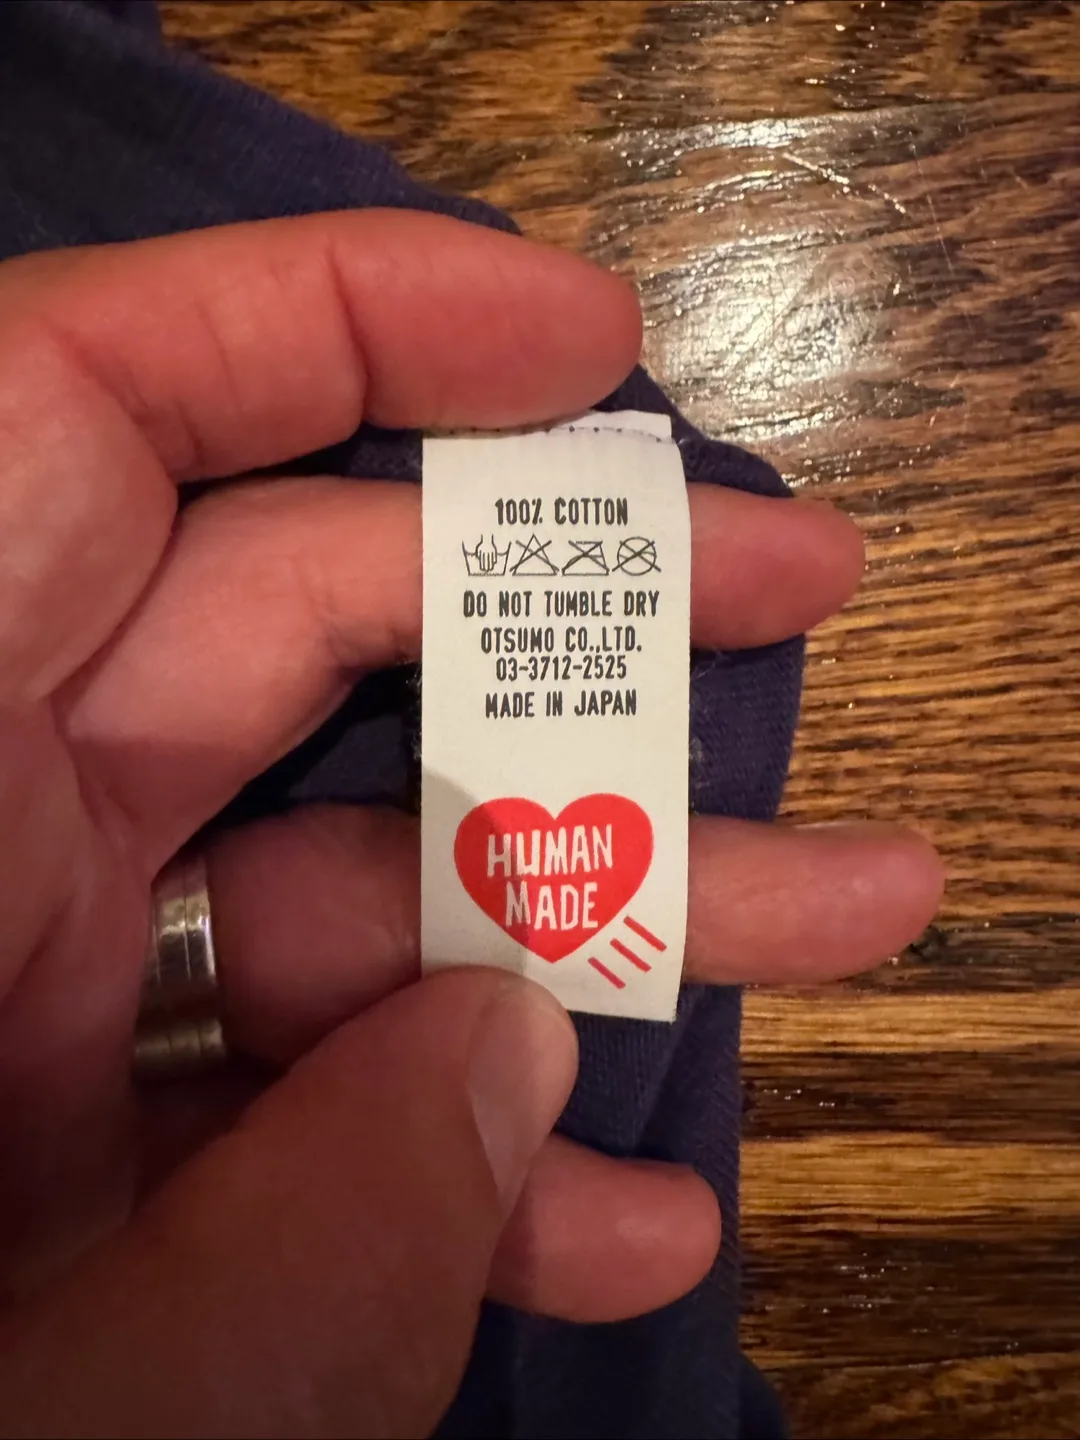 100% COTTON
DO NOT TUMBLE DRY
OTSUMO CO.,LTD.
03-3712-2525
MADE IN JAPAN
HUMAN
MADE